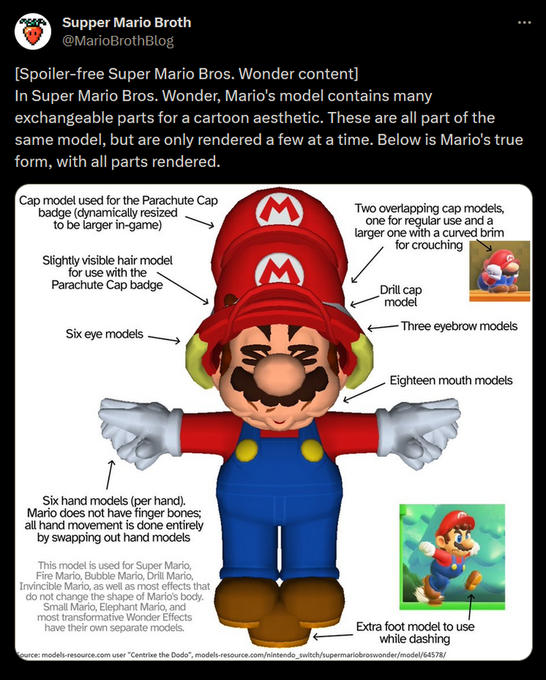 Supper Mario Broth
@MarioBrothBlog
[Spoiler-free Super Mario Bros. Wonder content]
In Super Mario Bros. Wonder, Mario's model contains many
exchangeable parts for a cartoon aesthetic. These are all part of the
same model, but are only rendered a few at a time. Below is Mario's true
form, with all parts rendered.
Cap model used for the Parachute Cap
badge (dynamically resized
to be larger in-game)
Two overlapping cap models,
one for regular use and a
larger one with a curved brim
for crouching
M
Slightly visible hair model
for use with the
Parachute Cap badge
M
Drill cap
model
Six eye models
Three eyebrow models
Eighteen mouth models
Six hand models (per hand).
Mario does not have finger bones;
all hand movement is done entirely
by swapping out hand models
This model is used for Super Mario,
Fire Mario, Bubble Mario, Drill Mario,
Invincible Mario, as well as most effects that
do not change the shape of Mario's body.
Small Mario, Elephant Mario, and
most transformative Wonder Effects
have their own separate models.
Extra foot model to use
while dashing
Source: models-resource.com user "Centrixe the Dodo", models-resource.com/nintendo_switch/supermariobroswonder/model/64578/